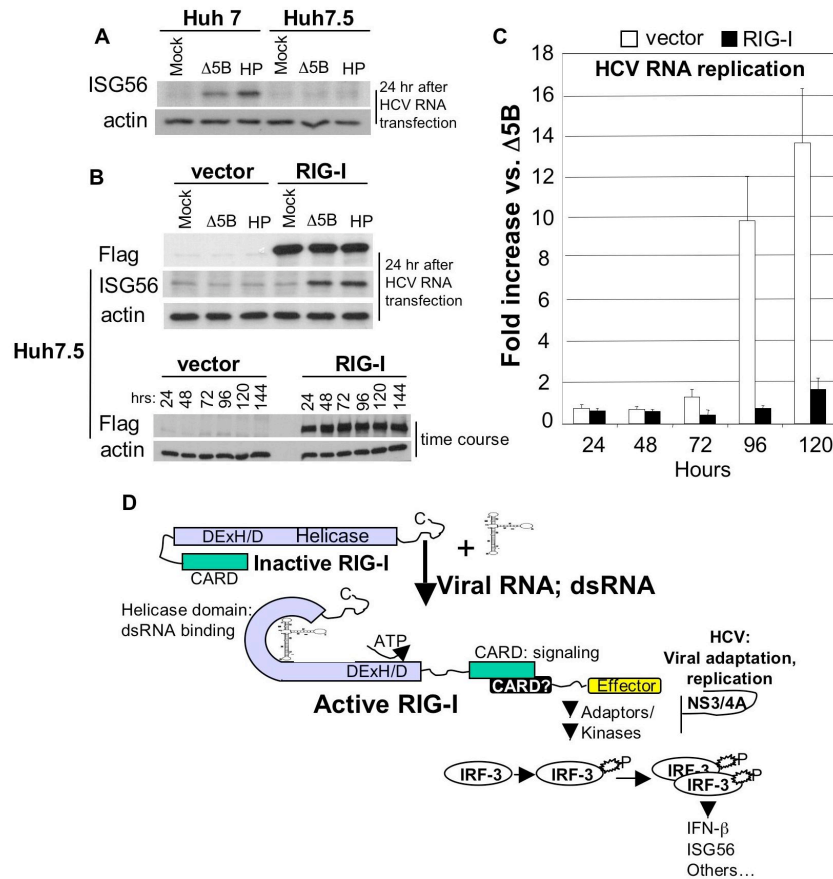 A
Huh 7 Huh7.5
Mock Δ5B HP Mock Δ5B HP
ISG56
actin
24 hr after
HCV RNA
transfection
B
vector RIG-I
Mock Δ5B HP Mock Δ5B HP
Flag
ISG56
actin
24 hr after
HCV RNA
transfection
Huh7.5
vector RIG-I
hrs: 24 48 72 96 120 144 24 48 72 96 120 144
Flag
actin
time course
C
vector RIG-I
HCV RNA replication
Fold increase vs. Δ5B
18
16
14
12
10
8
6
4
2
0
24 48 72 96 120
Hours
D
C
DExH/D Helicase
CARD
Inactive RIG-I
+
Viral RNA; dsRNA
Helicase domain:
dsRNA binding
C
ATP
DExH/D
Active RIG-I
CARD: signaling
CARD?
Effector
HCV:
Viral adaptation,
replication
NS3/4A
Adaptors/
Kinases
IRF-3 IRF-3 P IRF-3 P
IRF-3 P
IFN-β
ISG56
Others…